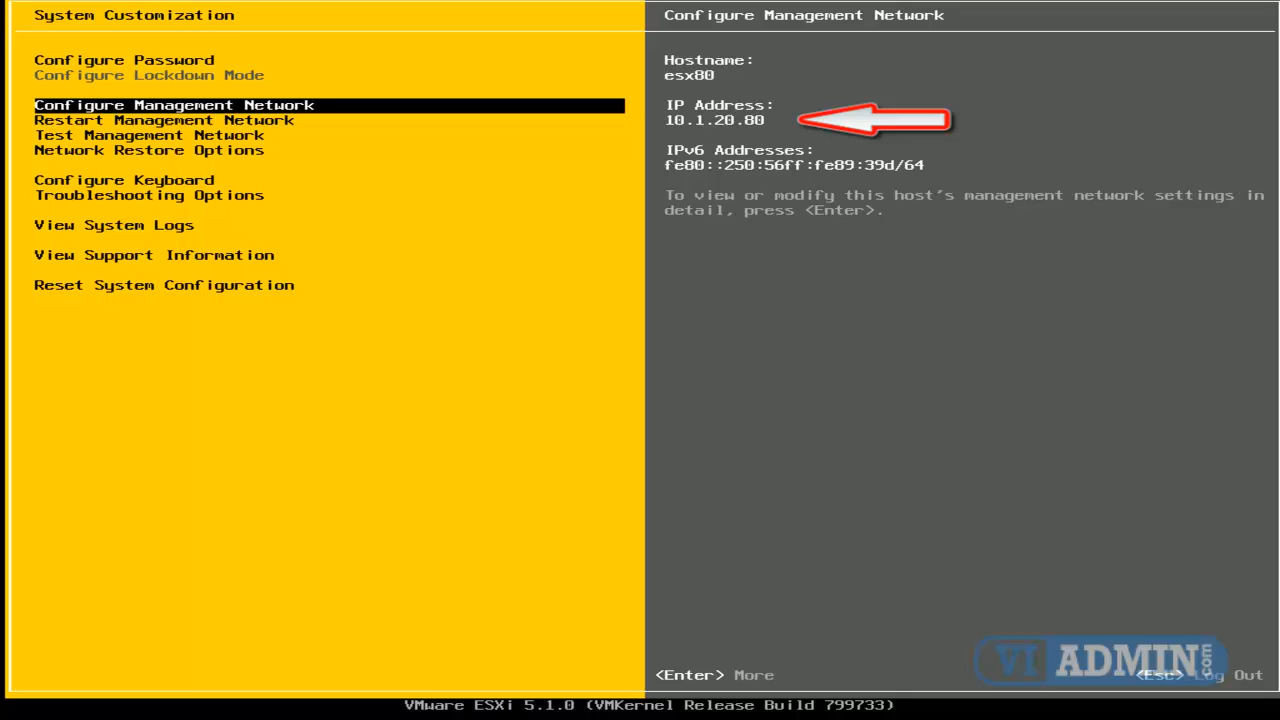 System Customization
Configure Password
Configure Lockdown Mode
Configure Management Network
Restart Management Network
Test Management Network
Network Restore Options
Configure Keyboard
Troubleshooting Options
View System Logs
View Support Information
Reset System Configuration
Configure Management Network
Hostname:
esx80
IP Address:
10.1.20.80
IPv6 Addresses:
fe80::250:56ff:fe89:39d/64
To view or modify this host's management network settings in
detail, press <Enter>.
<Enter> More
<Esc> Log Out
VI ADMIN.com
VMware ESXi 5.1.0 (VMKernel Release Build 799733)